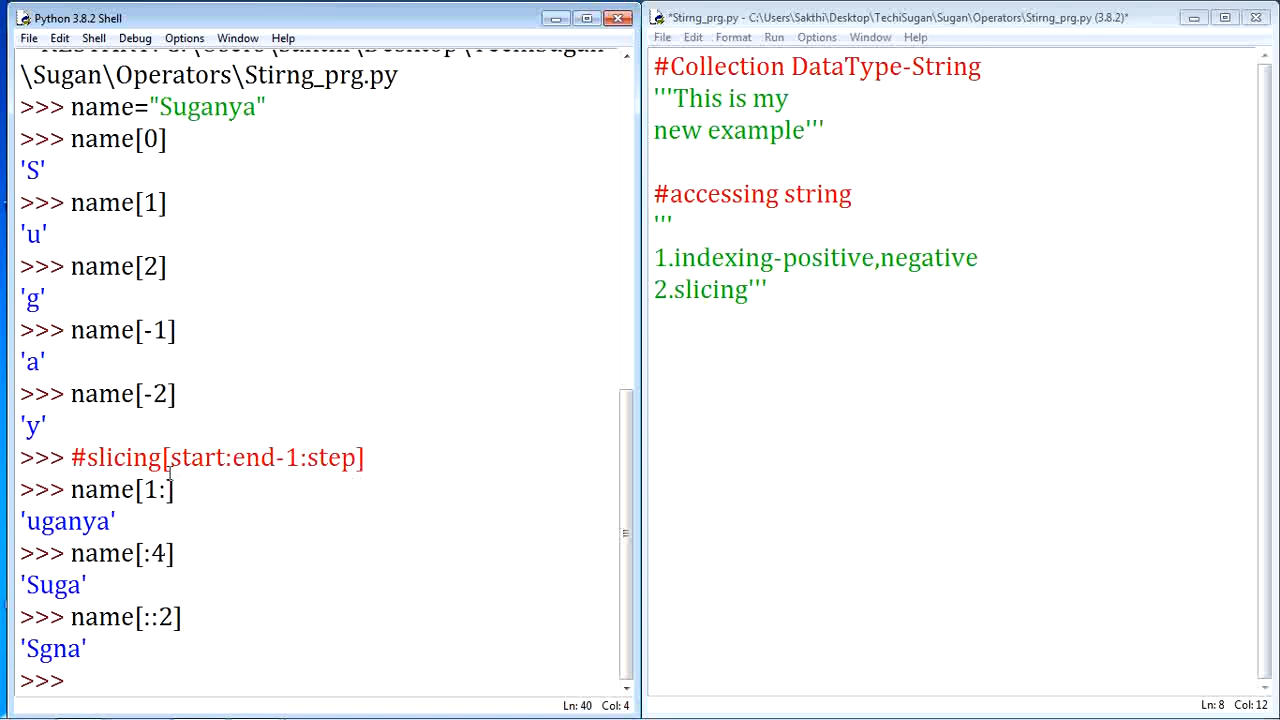 Python 3.8.2 Shell
File Edit Shell Debug Options Window Help
\Sugan\Operators\Stirng_prg.py
>>> name="Suganya"
>>> name[0]
'S'
>>> name[1]
'u'
>>> name[2]
'g'
>>> name[-1]
'a'
>>> name[-2]
'y'
>>> #slicing[start:end-1:step]
>>> name[1:]
'uganya'
>>> name[:4]
'Suga'
>>> name[::2]
'Sgna'
>>>
Ln: 40 Col: 4
*Stirng_prg.py - C:\Users\Sakthi\Desktop\TechiSugan\Sugan\Operators\Stirng_prg.py (3.8.2)*
File Edit Format Run Options Window Help
#Collection DataType-String
'''This is my
new example'''
#accessing string
'''
1.indexing-positive,negative
2.slicing'''
Ln: 8 Col: 12